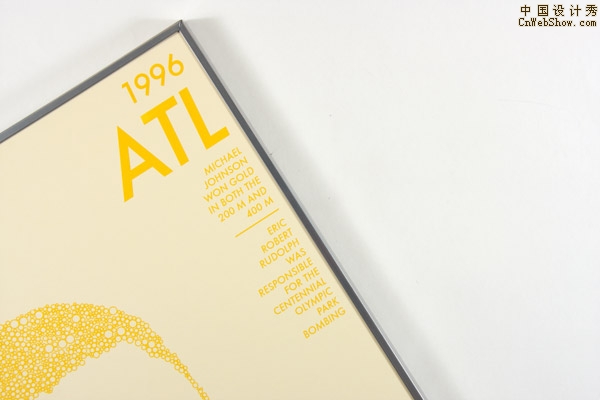 中国设计秀
CnWebShow.com
1996
ATL
MICHAEL
JOHNSON
WON GOLD
IN BOTH THE
200 M AND
400 M
ERIC
ROBERT
RUDOLPH
WAS
RESPONSIBLE
FOR THE
CENTENNIAL
OLYMPIC
PARK
BOMBING